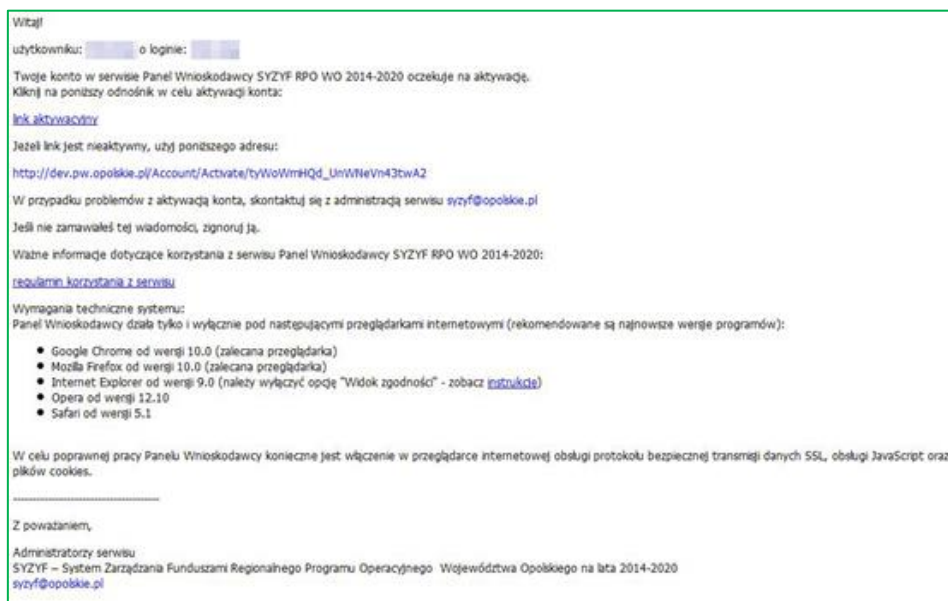 Witaj!
użytkowniku: o loginie:
Twoje konto w serwisie Panel Wnioskodawcy SYZYF RPO WO 2014-2020 oczekuje na aktywację.
Kliknij na poniższy odnośnik w celu aktywacji konta:
link aktywacyjny
Jeżeli link jest nieaktywny, użyj poniższego adresu:
http://dev.pw.opolskie.pl/Account/Activate/tyWoWmHQd_UnWNeVn43twA2
W przypadku problemów z aktywacją konta, skontaktuj się z administracją serwisu syzyf@opolskie.pl
Jeśli nie zamawiałeś tej wiadomości, zignoruj ją.
Ważne informacje dotyczące korzystania z serwisu Panel Wnioskodawcy SYZYF RPO WO 2014-2020:
regulamin korzystania z serwisu
Wymagania techniczne systemu:
Panel Wnioskodawcy działa tylko i wyłącznie pod następującymi przeglądarkami internetowymi (rekomendowane są najnowsze wersje programów):
● Google Chrome od wersji 10.0 (zalecana przeglądarka)
● Mozilla Firefox od wersji 10.0 (zalecana przeglądarka)
● Internet Explorer od wersji 9.0 (należy wyłączyć opcję "Widok zgodności" - zobacz instrukcję)
● Opera od wersji 12.10
● Safari od wersji 5.1
W celu poprawnej pracy Panelu Wnioskodawcy konieczne jest włączenie w przeglądarce internetowej obsługi protokołu bezpiecznej transmisji danych SSL, obsługi JavaScript oraz
plików cookies.
------------------------------------
Z poważaniem,
Administratorzy serwisu
SYZYF – System Zarządzania Funduszami Regionalnego Programu Operacyjnego Województwa Opolskiego na lata 2014-2020
syzyf@opolskie.pl